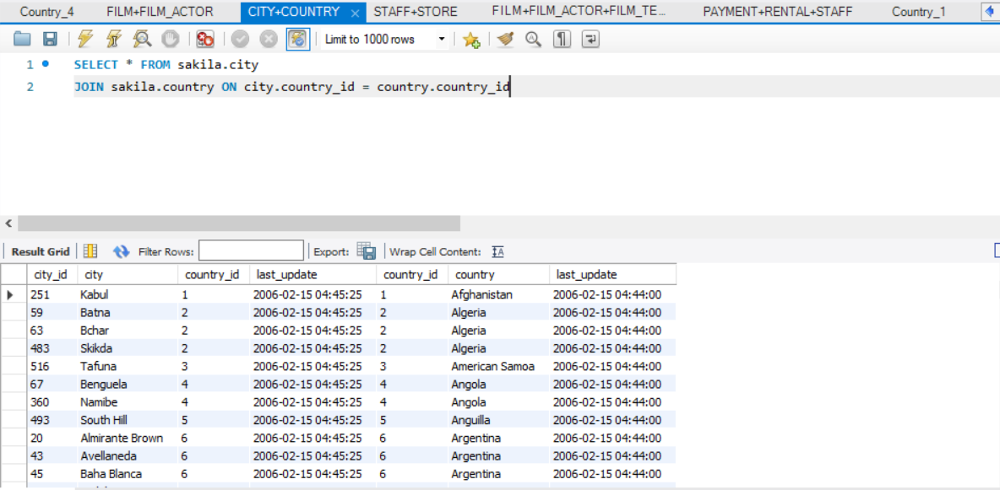 Country_4 FILM+FILM_ACTOR CITY+COUNTRY STAFF+STORE FILM+FILM_ACTOR+FILM_TE... PAYMENT+RENTAL+STAFF Country_1
Limit to 1000 rows
1 SELECT * FROM sakila.city
2 JOIN sakila.country ON city.country_id = country.country_id
Result Grid Filter Rows: Export: Wrap Cell Content: IA
city_id city country_id last_update country_id country last_update
251 Kabul 1 2006-02-15 04:45:25 1 Afghanistan 2006-02-15 04:44:00
59 Batna 2 2006-02-15 04:45:25 2 Algeria 2006-02-15 04:44:00
63 Bchar 2 2006-02-15 04:45:25 2 Algeria 2006-02-15 04:44:00
483 Skikda 2 2006-02-15 04:45:25 2 Algeria 2006-02-15 04:44:00
516 Tafuna 3 2006-02-15 04:45:25 3 American Samoa 2006-02-15 04:44:00
67 Benguela 4 2006-02-15 04:45:25 4 Angola 2006-02-15 04:44:00
360 Namibe 4 2006-02-15 04:45:25 4 Angola 2006-02-15 04:44:00
493 South Hill 5 2006-02-15 04:45:25 5 Anguilla 2006-02-15 04:44:00
20 Almirante Brown 6 2006-02-15 04:45:25 6 Argentina 2006-02-15 04:44:00
43 Avellaneda 6 2006-02-15 04:45:25 6 Argentina 2006-02-15 04:44:00
45 Baha Blanca 6 2006-02-15 04:45:25 6 Argentina 2006-02-15 04:44:00